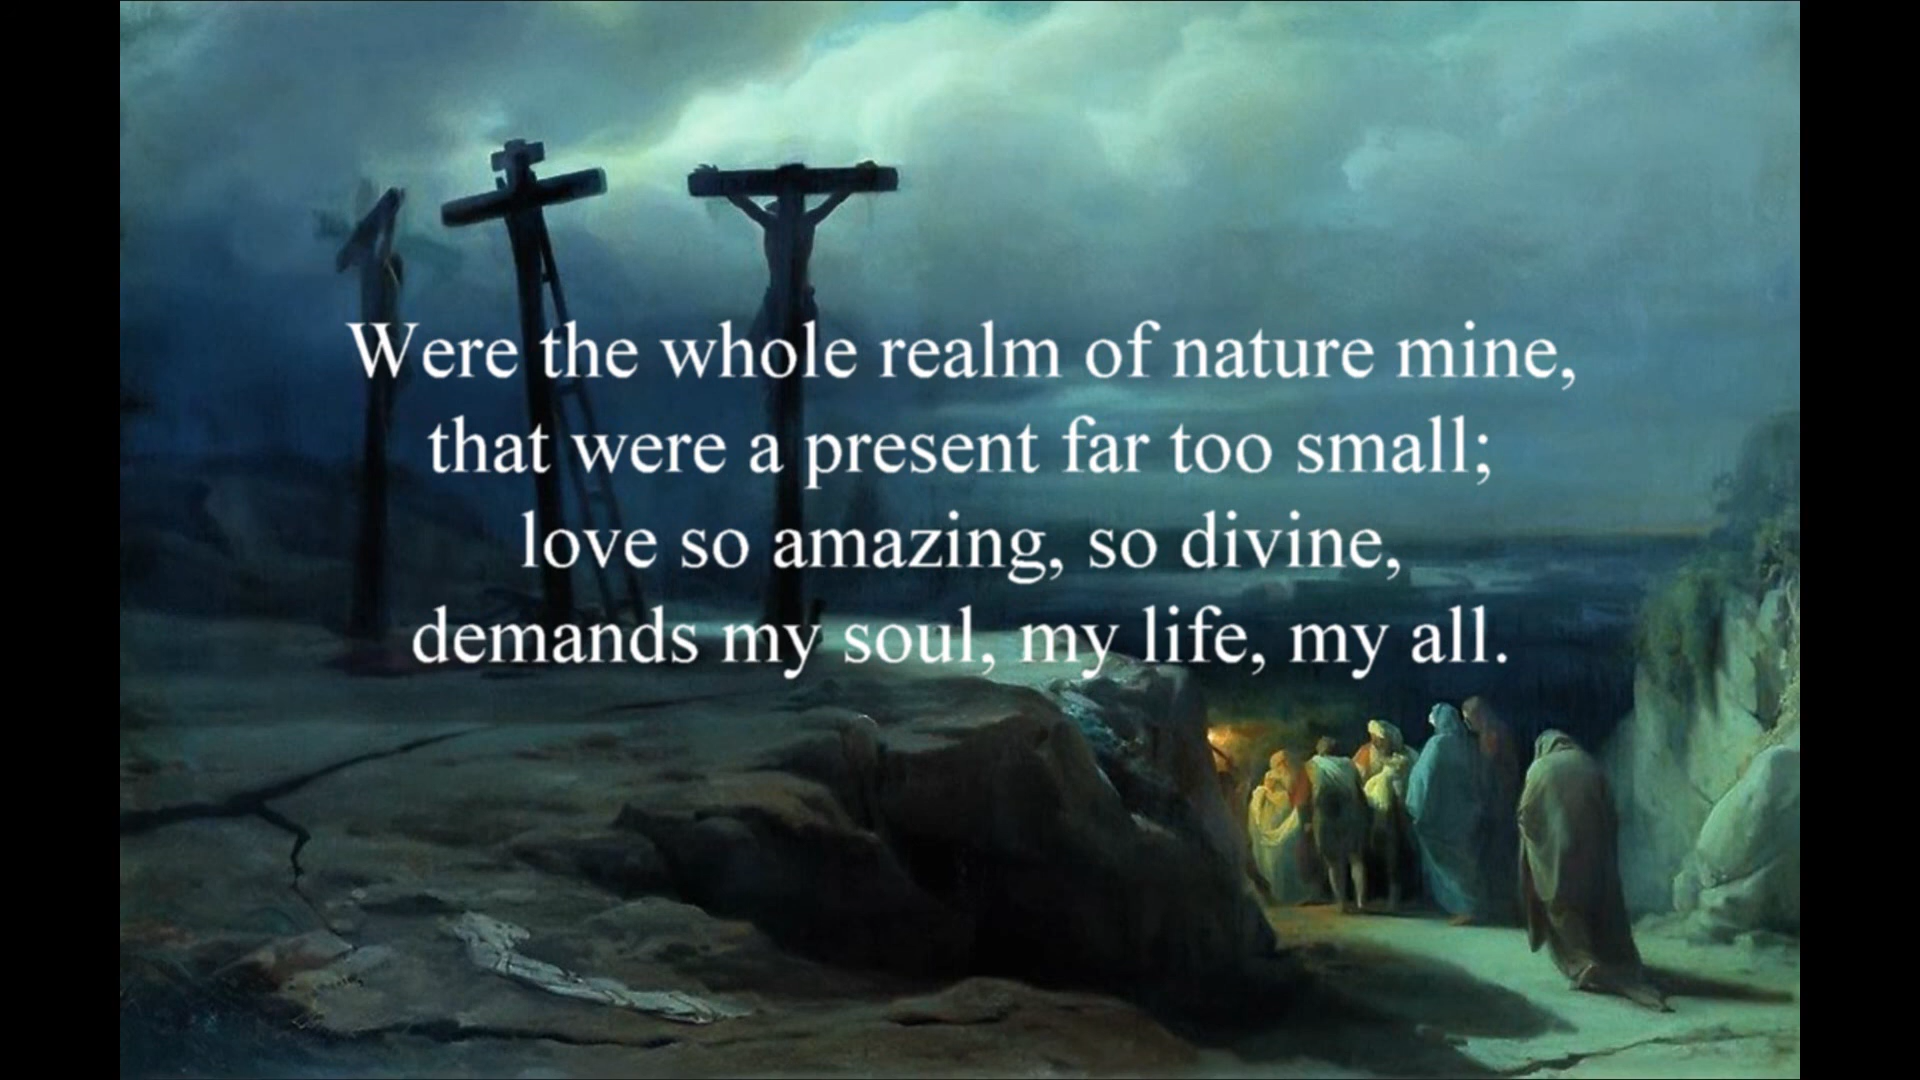 Were the whole realm of nature mine,
that were a present far too small;
love so amazing, so divine,
demands my soul, my life, my all.